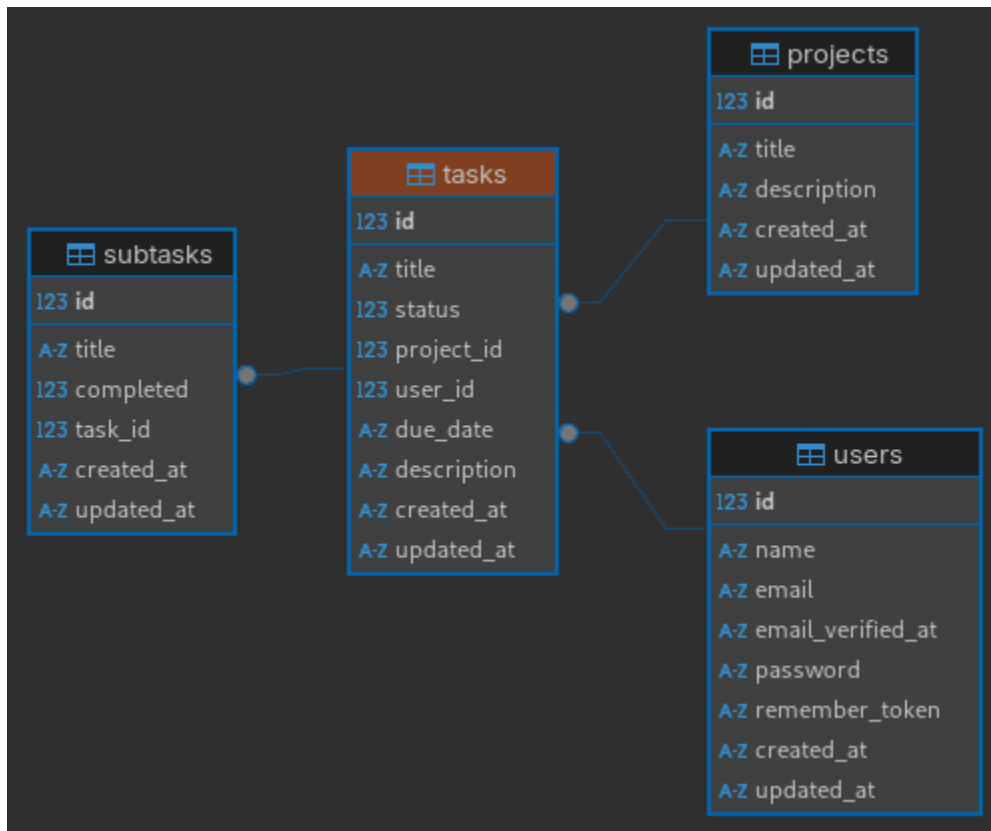 subtasks
123 id
A-Z title
123 completed
123 task_id
A-Z created_at
A-Z updated_at
tasks
123 id
A-Z title
123 status
123 project_id
123 user_id
A-Z due_date
A-Z description
A-Z created_at
A-Z updated_at
projects
123 id
A-Z title
A-Z description
A-Z created_at
A-Z updated_at
users
123 id
A-Z name
A-Z email
A-Z email_verified_at
A-Z password
A-Z remember_token
A-Z created_at
A-Z updated_at